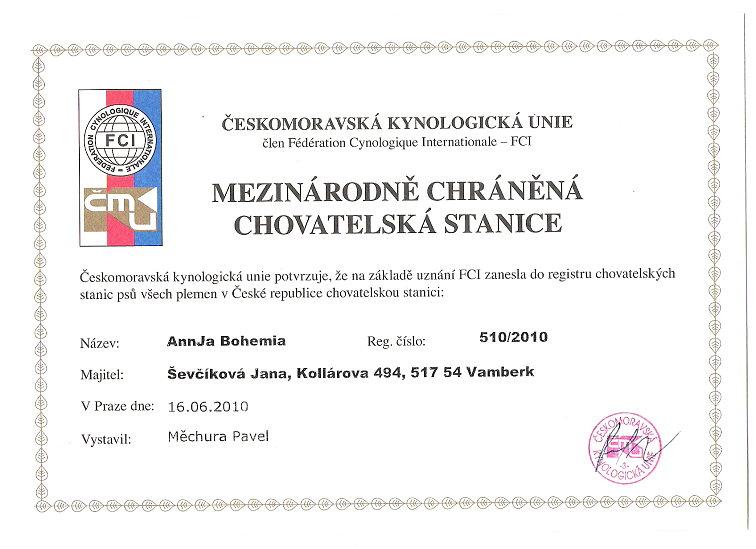 FEDERATION CYNOLOGIQUE INTERNATIONALE
FCI
ČMKU
ČESKOMORAVSKÁ KYNOLOGICKÁ UNIE
člen Fédération Cynologique Internationale – FCI
MEZINÁRODNĚ CHRÁNĚNÁ
CHOVATELSKÁ STANICE
Českomoravská kynologická unie potvrzuje, že na základě uznání FCI zanesla do registru chovatelských
stanic psů všech plemen v České republice chovatelskou stanici:
Název: AnnJa Bohemia Reg. číslo: 510/2010
Majitel: Ševčíková Jana, Kollárova 494, 517 54 Vamberk
V Praze dne: 16.06.2010
Vystavil: Měchura Pavel
ČESKOMORAVSKÁ
KYNOLOGICKÁ UNIE